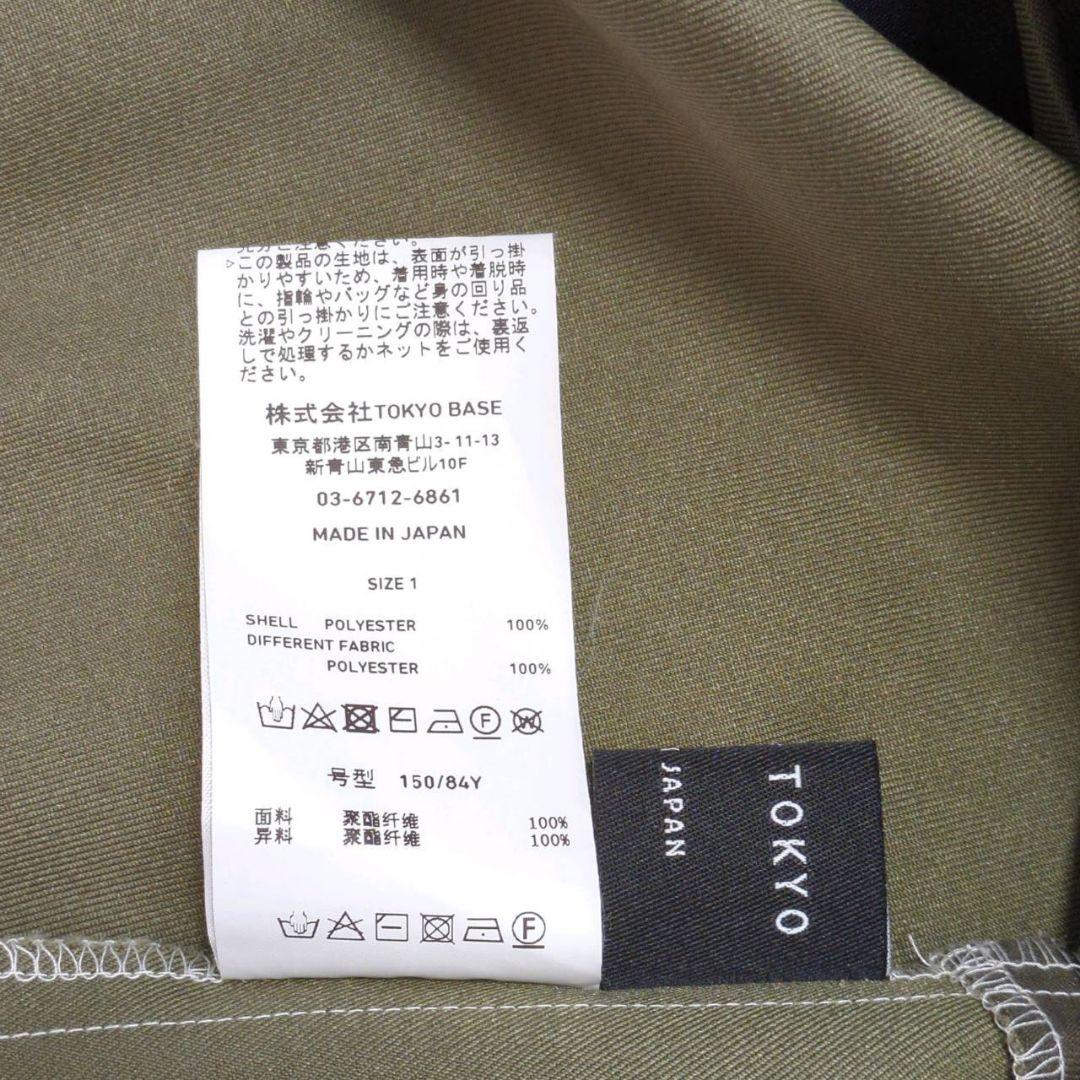 ▷この製品の生地は、表面が引っ掛
かりやすいため、着用時や着脱時
に、指輪やバッグなど身の回り品
との引っ掛かりにご注意ください。
洗濯やクリーニングの際は、裏返
しで処理するかネットをご使用く
ださい。
株式会社TOKYO BASE
東京都港区南青山3-11-13
新青山東急ビル10F
03-6712-6861
MADE IN JAPAN
SIZE 1
SHELL POLYESTER 100%
DIFFERENT FABRIC
POLYESTER 100%
F W
号型 150/84Y
面料 聚酯纤维 100%
异料 聚酯纤维 100%
F
TOKYO
JAPAN